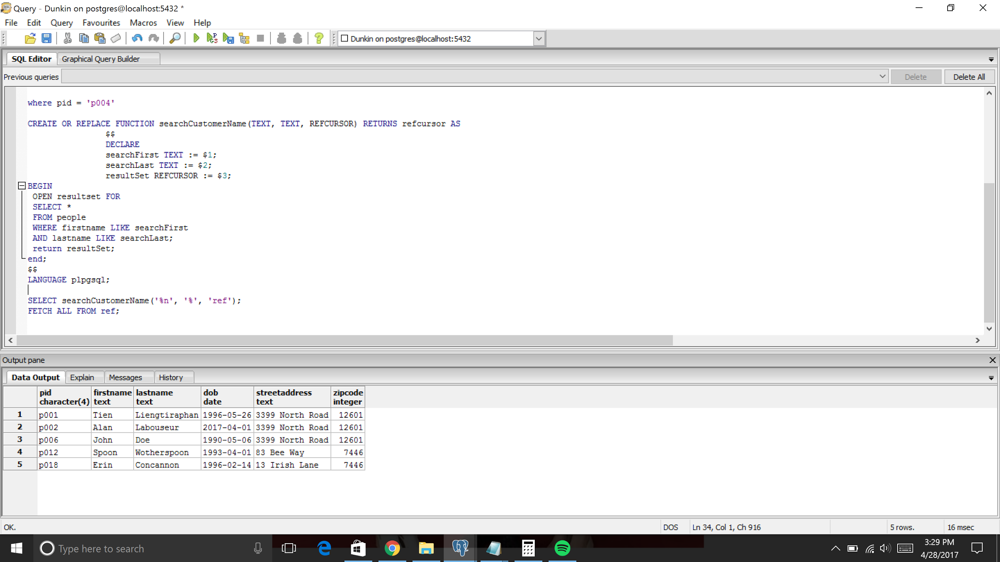 Query - Dunkin on postgres@localhost:5432 *
File Edit Query Favourites Macros View Help
Dunkin on postgres@localhost:5432
SQL Editor Graphical Query Builder
Previous queries Delete Delete All
where pid = 'p004'
CREATE OR REPLACE FUNCTION searchCustomerName(TEXT, TEXT, REFCURSOR) RETURNS refcursor AS
$$
DECLARE
searchFirst TEXT := $1;
searchLast TEXT := $2;
resultSet REFCURSOR := $3;
BEGIN
OPEN resultset FOR
SELECT *
FROM people
WHERE firstname LIKE searchFirst
AND lastname LIKE searchLast;
return resultSet;
end;
$$
LANGUAGE plpgsql;
SELECT searchCustomerName('%n', '%', 'ref');
FETCH ALL FROM ref;
Output pane
Data Output Explain Messages History
pid firstname lastname dob streetaddress zipcode
character(4) text text date text integer
1 p001 Tien Liengtiraphan 1996-05-26 3399 North Road 12601
2 p002 Alan Labouseur 2017-04-01 3399 North Road 12601
3 p006 John Doe 1990-05-06 3399 North Road 12601
4 p012 Spoon Wotherspoon 1993-04-01 83 Bee Way 7446
5 p018 Erin Concannon 1996-02-14 13 Irish Lane 7446
OK. DOS Ln 34, Col 1, Ch 916 5 rows. 16 msec
Type here to search
3:29 PM
4/28/2017